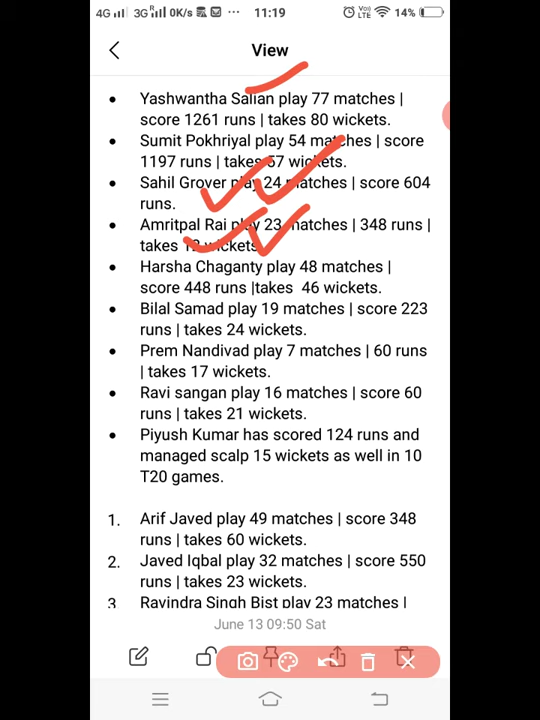 4G 3G R 0K/s ... 11:19 Vo) LTE 14%
View
• Yashwantha Salian play 77 matches |
score 1261 runs | takes 80 wickets.
• Sumit Pokhriyal play 54 matches | score
1197 runs | takes 57 wickets.
• Sahil Grover play 24 matches | score 604
runs.
• Amritpal Rai play 23 matches | 348 runs |
takes wickets.
• Harsha Chaganty play 48 matches |
score 448 runs |takes 46 wickets.
• Bilal Samad play 19 matches | score 223
runs | takes 24 wickets.
• Prem Nandivad play 7 matches | 60 runs
| takes 17 wickets.
• Ravi sangan play 16 matches | score 60
runs | takes 21 wickets.
• Piyush Kumar has scored 124 runs and
managed scalp 15 wickets as well in 10
T20 games.
1. Arif Javed play 49 matches | score 348
runs | takes 60 wickets.
2. Javed Iqbal play 32 matches | score 550
runs | takes 23 wickets.
3 Ravindra Singh Bist play 23 matches |
June 13 09:50 Sat